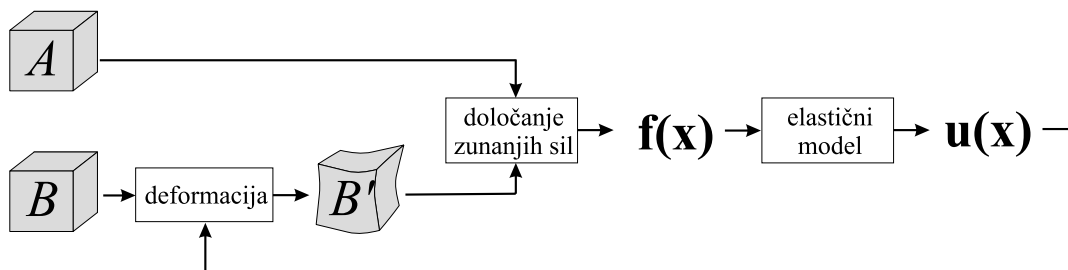 A
določanje
zunanjih sil
f(x)
elastični
model
u(x)
B
deformacija
B'